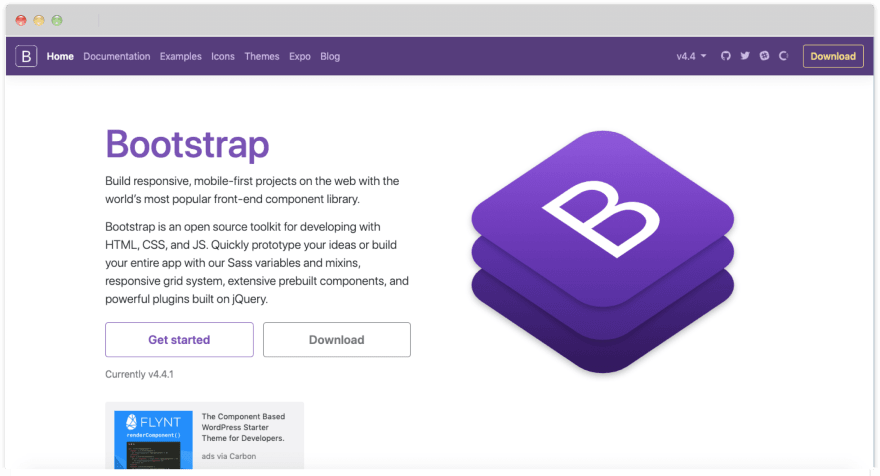 B Home Documentation Examples Icons Themes Expo Blog v4.4 Download
Bootstrap
Build responsive, mobile-first projects on the web with the
world’s most popular front-end component library.
Bootstrap is an open source toolkit for developing with
HTML, CSS, and JS. Quickly prototype your ideas or build
your entire app with our Sass variables and mixins,
responsive grid system, extensive prebuilt components, and
powerful plugins built on jQuery.
Get started Download
Currently v4.4.1
B
FLYNT
renderComponent()
The Component Based
WordPress Starter
Theme for Developers.
ads via Carbon